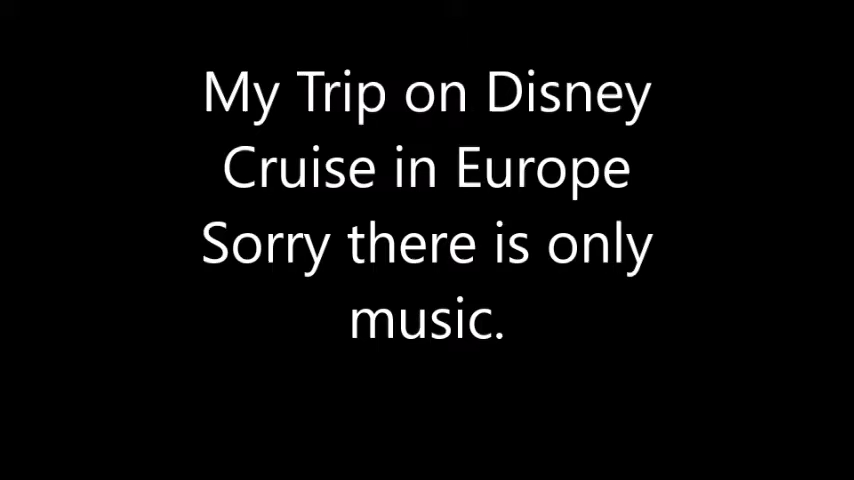 My Trip on Disney
Cruise in Europe
Sorry there is only
music.